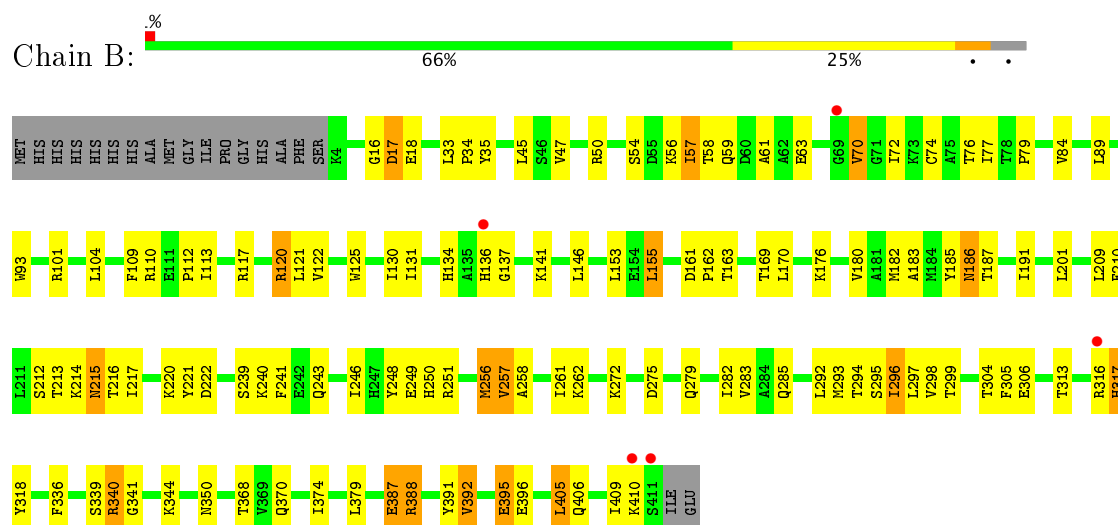 .%
Chain B:
66% 25% • •
MET HIS HIS HIS HIS HIS HIS ALA MET GLY ILE PRO GLY HIS ALA PHE SER K4 G16 D17 E18 L33 P34 Y35 L45 S46 V47 R50 S54 D55 K56 I57 T58 Q59 D60 A61 A62 E63 G69 V70 G71 I72 K73 C74 A75 T76 I77 T78 P79 V84 L89
W93 R101 L104 F109 R110 E111 P112 I113 R117 R120 L121 V122 W125 I130 I131 H134 A135 H136 G137 K141 L146 L153 E154 L155 D161 P162 T163 T169 L170 K176 V180 A181 M182 A183 M184 Y185 N186 T187 I191 L201 L209 F210
L211 S212 T213 K214 N215 T216 I217 K220 Y221 D222 S239 K240 F241 E242 Q243 I246 H247 Y248 E249 H250 R251 M256 V257 A258 I261 K262 K272 D275 Q279 I282 V283 A284 Q285 L292 M293 T294 S295 I296 L297 V298 T299 T304 F305 E306 T313 R316 H317
Y318 F336 S339 R340 G341 K344 N350 T368 V369 Q370 I374 L379 E387 R388 Y391 V392 E395 E396 L405 Q406 I409 K410 S411 ILE GLU